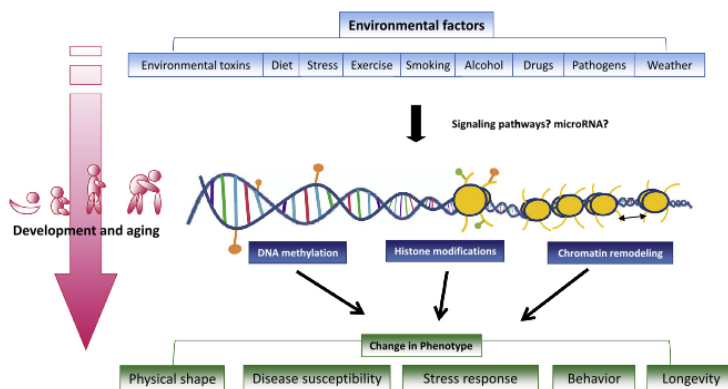 Environmental factors
Environmental toxins Diet Stress Exercise Smoking Alcohol Drugs Pathogens Weather
Signaling pathways? microRNA?
Development and aging
DNA methylation Histone modifications Chromatin remodeling
Change in Phenotype
Physical shape Disease susceptibility Stress response Behavior Longevity